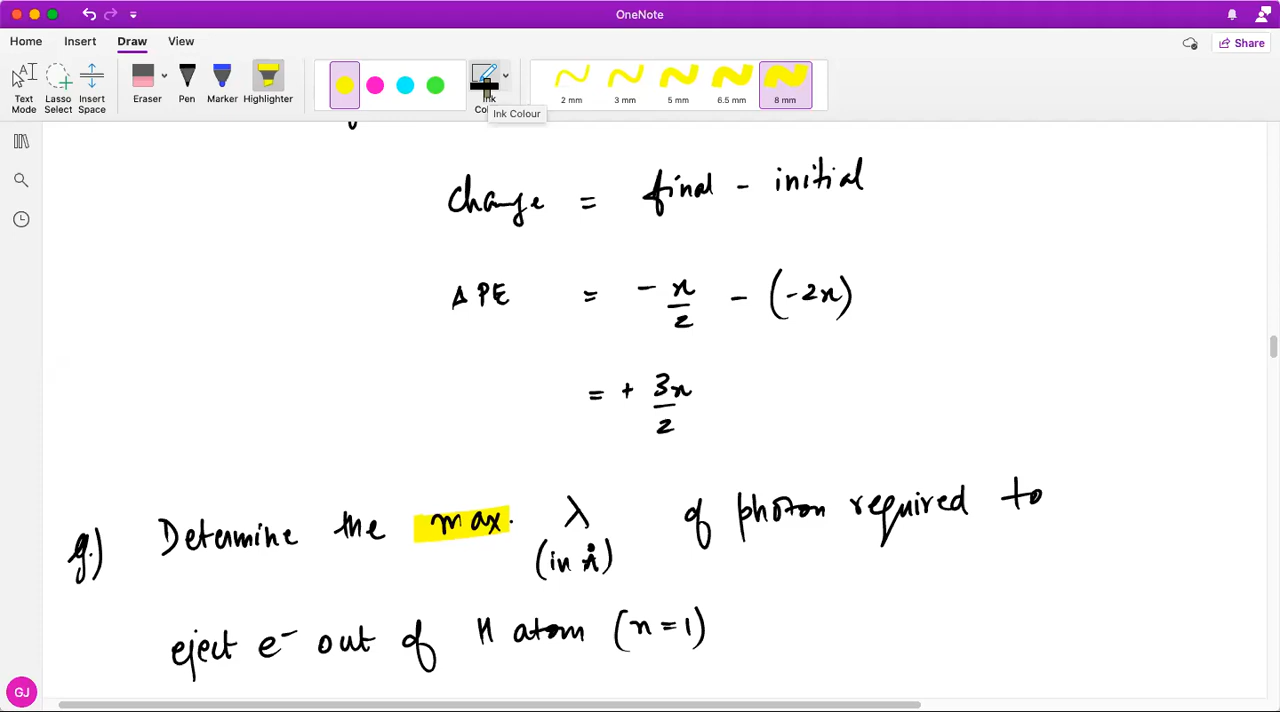 OneNote
Home Insert Draw View
Share
Text Mode
Lasso Select
Insert Space
Eraser
Pen
Marker
Highlighter
Ink
Ink Colour
2 mm
3 mm
5 mm
6.5 mm
8 mm
Change = final - initial
Δ PE = - x/2 - (-2x)
= + 3x/2
g.) Determine the max. λ of photon required to
(in Å)
eject e⁻ out of H atom (n=1)
GJ